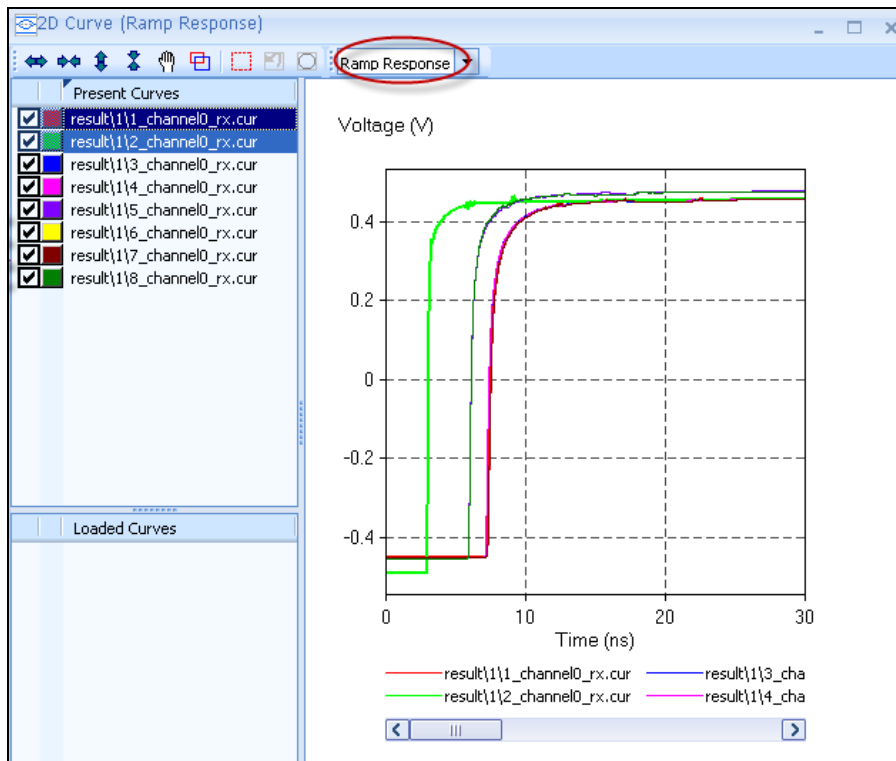 2D Curve (Ramp Response)
Ramp Response
Present Curves
result\1\1_channel0_rx.cur
result\1\2_channel0_rx.cur
result\1\3_channel0_rx.cur
result\1\4_channel0_rx.cur
result\1\5_channel0_rx.cur
result\1\6_channel0_rx.cur
result\1\7_channel0_rx.cur
result\1\8_channel0_rx.cur
Loaded Curves
Voltage (V)
0.4
0.2
0
-0.2
-0.4
0 10 20 30
Time (ns)
result\1\1_channel0_rx.cur result\1\3_cha
result\1\2_channel0_rx.cur result\1\4_cha